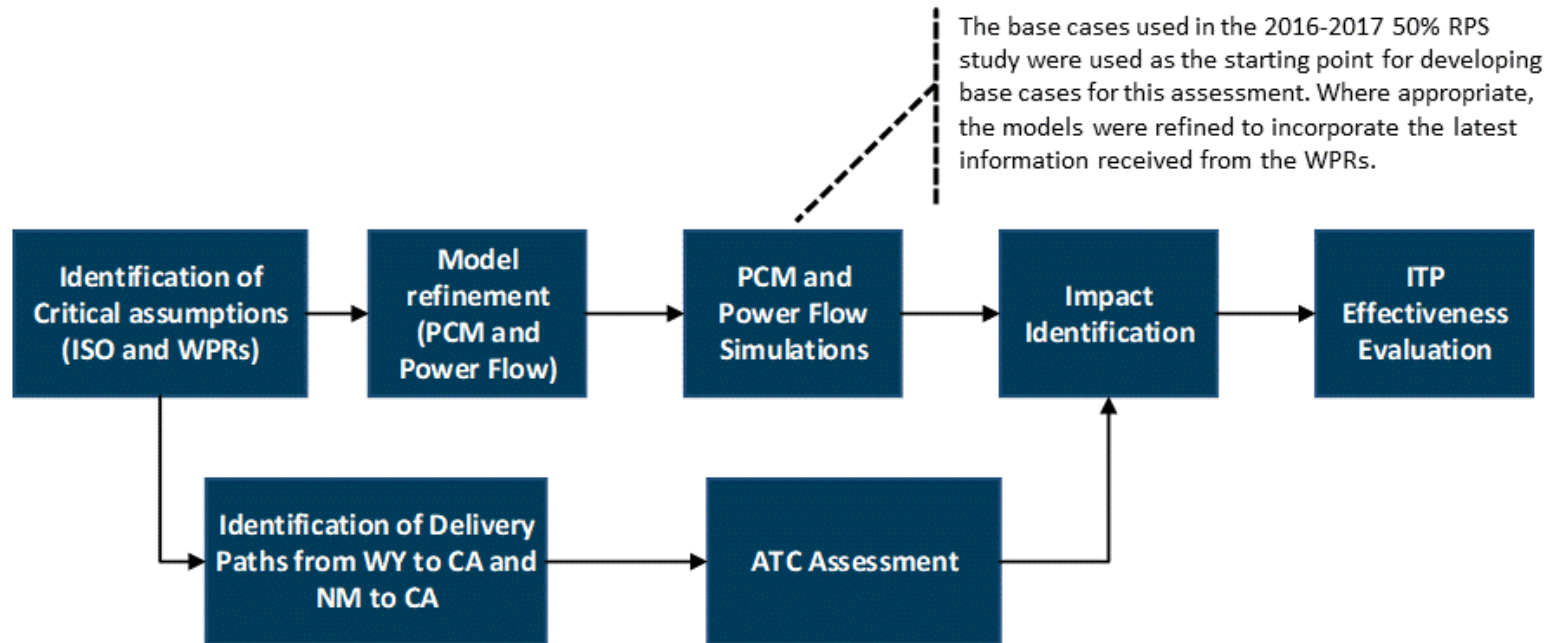 The base cases used in the 2016-2017 50% RPS
study were used as the starting point for developing
base cases for this assessment. Where appropriate,
the models were refined to incorporate the latest
information received from the WPRs.
Identification of
Critical assumptions
(ISO and WPRs)
Model
refinement
(PCM and
Power Flow)
PCM and
Power Flow
Simulations
Impact
Identification
ITP
Effectiveness
Evaluation
Identification of Delivery
Paths from WY to CA and
NM to CA
ATC Assessment